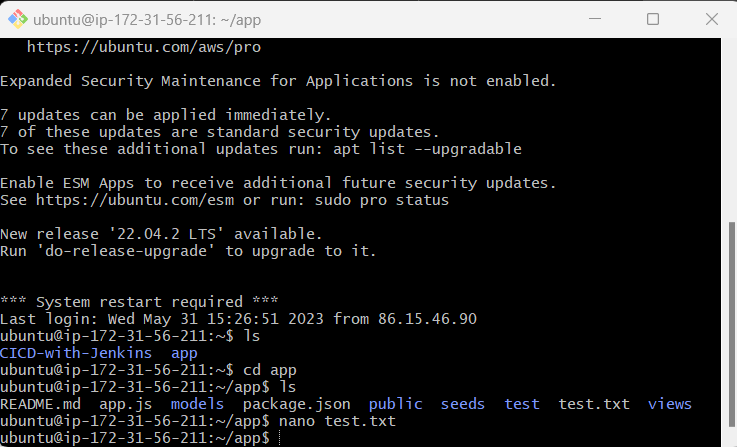 ubuntu@ip-172-31-56-211: ~/app
https://ubuntu.com/aws/pro
Expanded Security Maintenance for Applications is not enabled.
7 updates can be applied immediately.
7 of these updates are standard security updates.
To see these additional updates run: apt list --upgradable
Enable ESM Apps to receive additional future security updates.
See https://ubuntu.com/esm or run: sudo pro status
New release '22.04.2 LTS' available.
Run 'do-release-upgrade' to upgrade to it.
*** System restart required ***
Last login: Wed May 31 15:26:51 2023 from 86.15.46.90
ubuntu@ip-172-31-56-211:~$ ls
CICD-with-Jenkins  app
ubuntu@ip-172-31-56-211:~$ cd app
ubuntu@ip-172-31-56-211:~/app$ ls
README.md  app.js  models  package.json  public  seeds  test  test.txt  views
ubuntu@ip-172-31-56-211:~/app$ nano test.txt
ubuntu@ip-172-31-56-211:~/app$